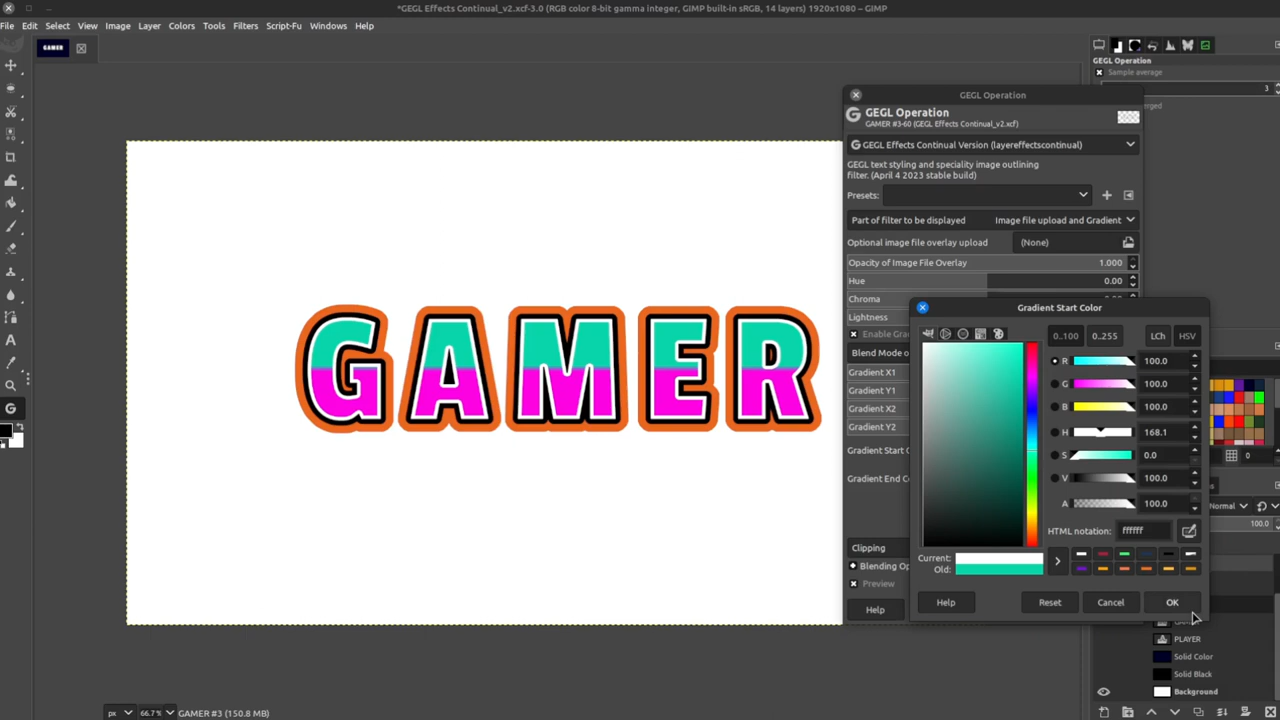 *GEGL Effects Continual_v2.xcf-3.0 (RGB color 8-bit gamma integer, GIMP built-in sRGB, 14 layers) 1920x1080 – GIMP
File Edit Select View Image Layer Colors Tools Filters Script-Fu Windows Help
GAMER
GEGL Operation
Sample average
3
GEGL Operation
GEGL Operation
GAMER #3-60 (GEGL Effects Continual_v2.xcf)
GEGL Effects Continual Version (layereffectscontinual)
GEGL text styling and speciality image outlining
filter. (April 4 2023 stable build)
Presets:
Part of filter to be displayed Image file upload and Gradient
Optional image file overlay upload (None)
Opacity of Image File Overlay 1.000
Hue 0.00
Chroma
Lightness
Enable Gra
Blend Mode o
Gradient X1
Gradient Y1
Gradient X2
Gradient Y2
Gradient Start C
Gradient End Co
Clipping
Blending Op
Preview
Help
GAMER
Gradient Start Color
0..100 0..255 LCh HSV
R 100.0
G 100.0
B 100.0
H 168.1
S 0.0
V 100.0
A 100.0
HTML notation: ffffff
Current:
Old:
Help Reset Cancel OK
0
Normal
100.0
PLAYER
Solid Color
Solid Black
Background
px 66.7% GAMER #3 (150.8 MB)